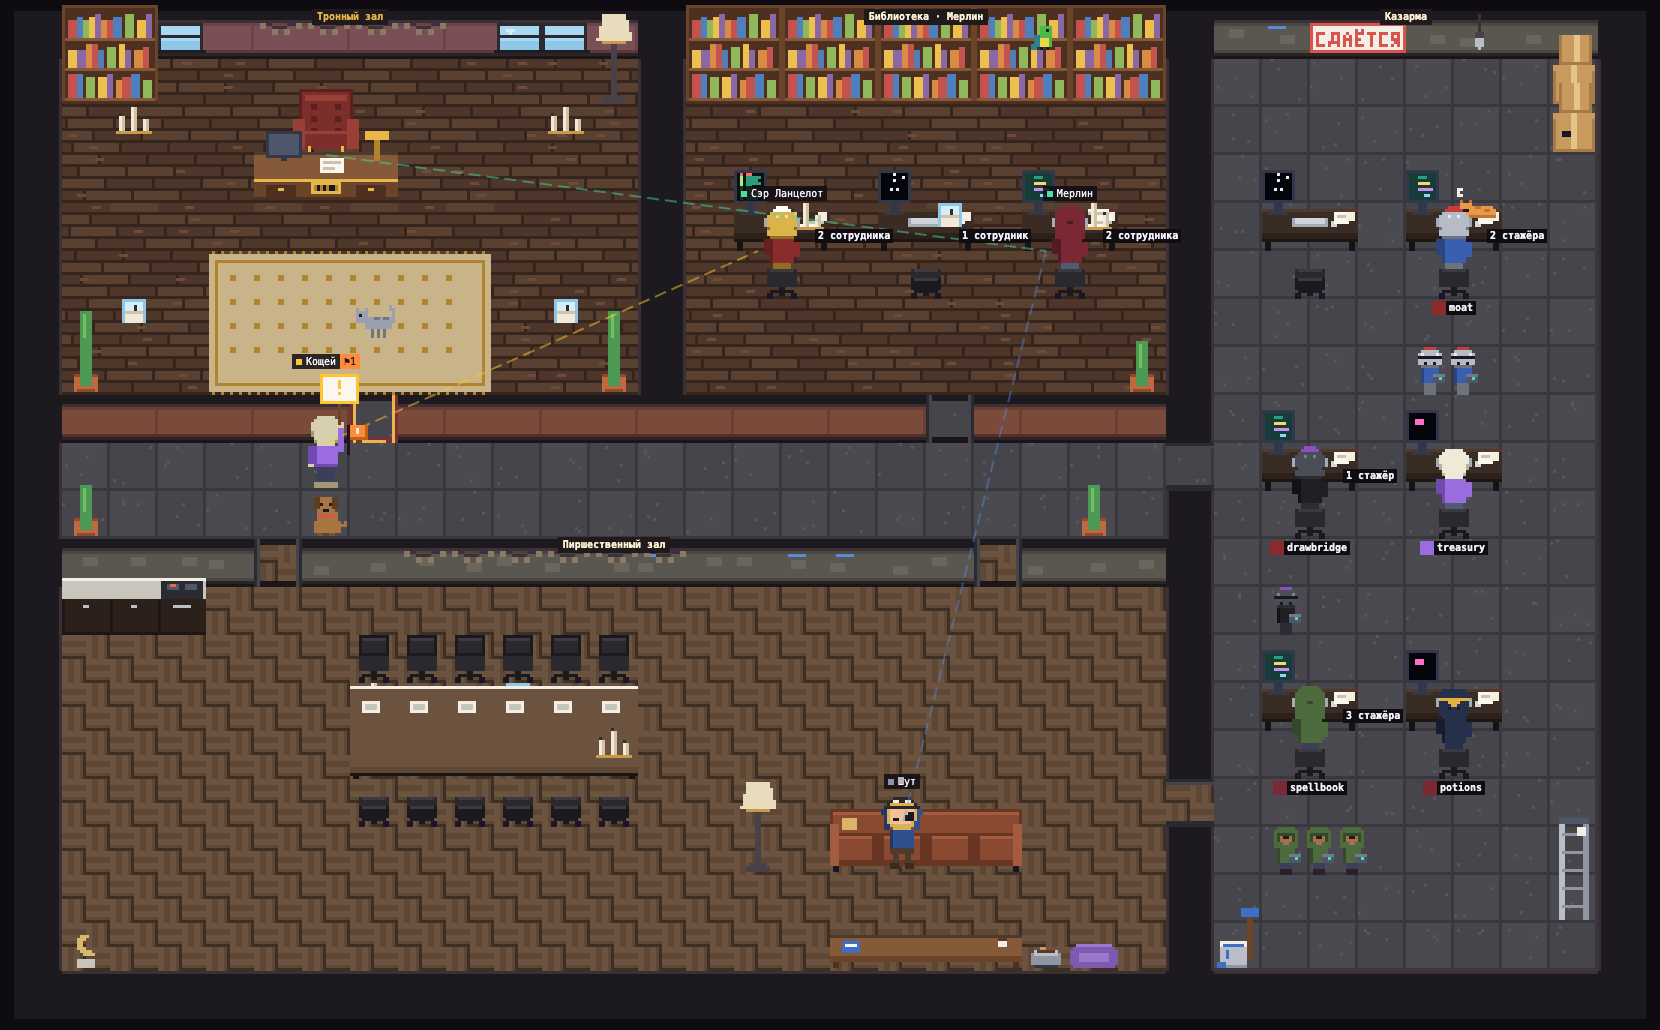 Тронный зал
Библиотека · Мерлин
Казарма
СДАЁТСЯ
Сэр Ланцелот
Мерлин
2 сотрудника
1 сотрудник
2 сотрудника
2 стажёра
moat
Кощей 1
!
1 стажёр
drawbridge
treasury
Пиршественный зал
3 стажёра
Шут
spellbook
potions